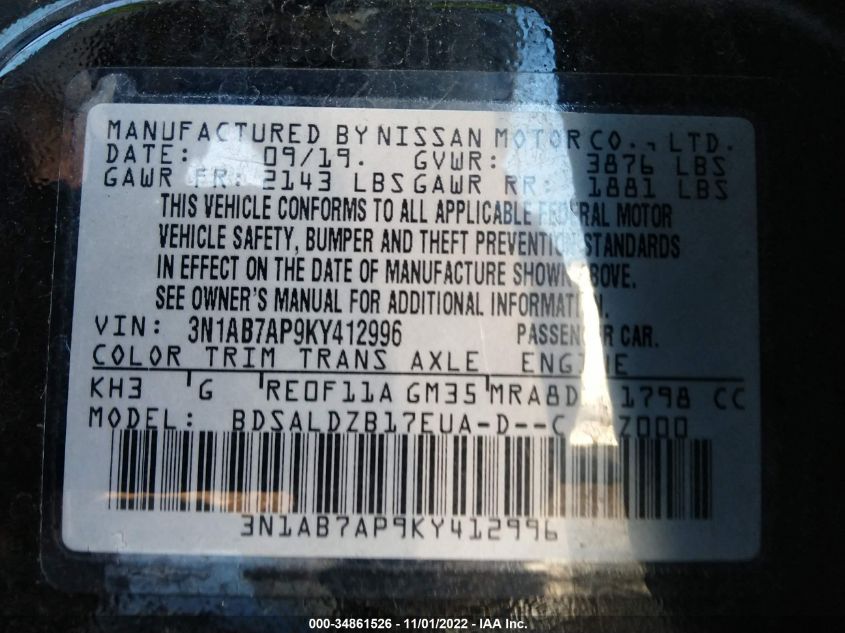 MANUFACTURED BY NISSAN MOTOR CO., LTD.
DATE: 09/19. GVWR: 3876 LBS
GAWR FR: 2143 LBS GAWR RR: 1881 LBS
THIS VEHICLE CONFORMS TO ALL APPLICABLE FEDERAL MOTOR
VEHICLE SAFETY, BUMPER AND THEFT PREVENTION STANDARDS
IN EFFECT ON THE DATE OF MANUFACTURE SHOWN ABOVE.
SEE OWNER'S MANUAL FOR ADDITIONAL INFORMATION.
VIN: 3N1AB7AP9KY412996 PASSENGER CAR.
COLOR TRIM TRANS AXLE ENGINE
KH3 G RE0F11A GM35 MRA8D 1798 CC
MODEL: BDSALDZB17EUA-D--C Z000
3N1AB7AP9KY412996
000-34861526 - 11/01/2022 - IAA Inc.